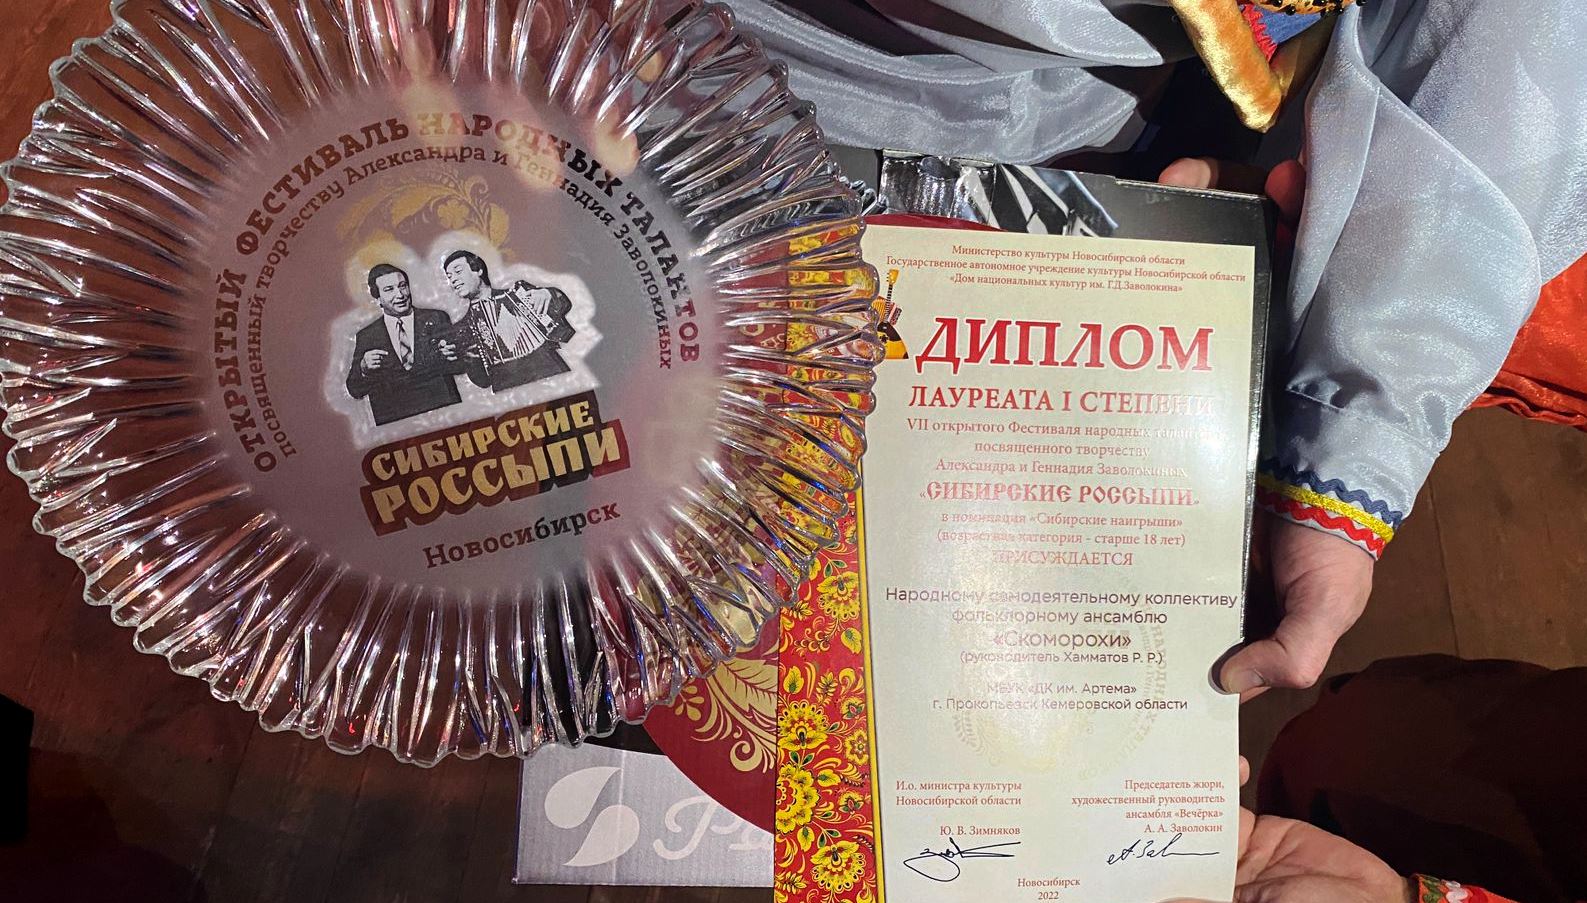 ОТКРЫТЫЙ ФЕСТИВАЛЬ НАРОДНЫХ ТАЛАНТОВ
посвященный творчеству Александра и Геннадия Заволокиных
СИБИРСКИЕ
РОССЫПИ
Новосибирск
Министерство культуры Новосибирской области
Государственное автономное учреждение культуры Новосибирской области
«Дом национальных культур им. Г.Д.Заволокина»
ДИПЛОМ
ЛАУРЕАТА I СТЕПЕНИ
VII открытого Фестиваля народных талантов
посвященного творчеству
Александра и Геннадия Заволокиных
«СИБИРСКИЕ РОССЫПИ»
в номинация «Сибирские наигрыши»
(возрастная категория - старше 18 лет)
ПРИСУЖДАЕТСЯ
Народному самодеятельному коллективу
фольклорному ансамблю
«Скоморохи»
(руководитель Хамматов Р. Р.)
МБУК «ДК им. Артема»
г. Прокопьевск Кемеровской области
И.о. министра культуры
Новосибирской области
Ю. В. Зимняков
Председатель жюри,
художественный руководитель
ансамбля «Вечёрка»
А. А. Заволокин
Новосибирск
2022